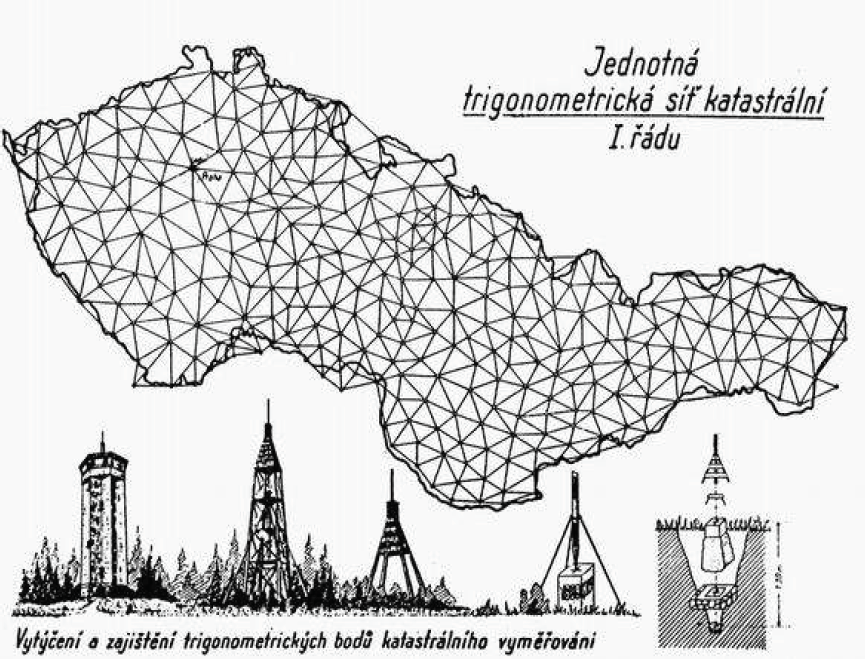 Jednotná
trigonometrická síť katastrální
I. řádu
Vytýčení a zajištění trigonometrických bodů katastrálního vyměřování